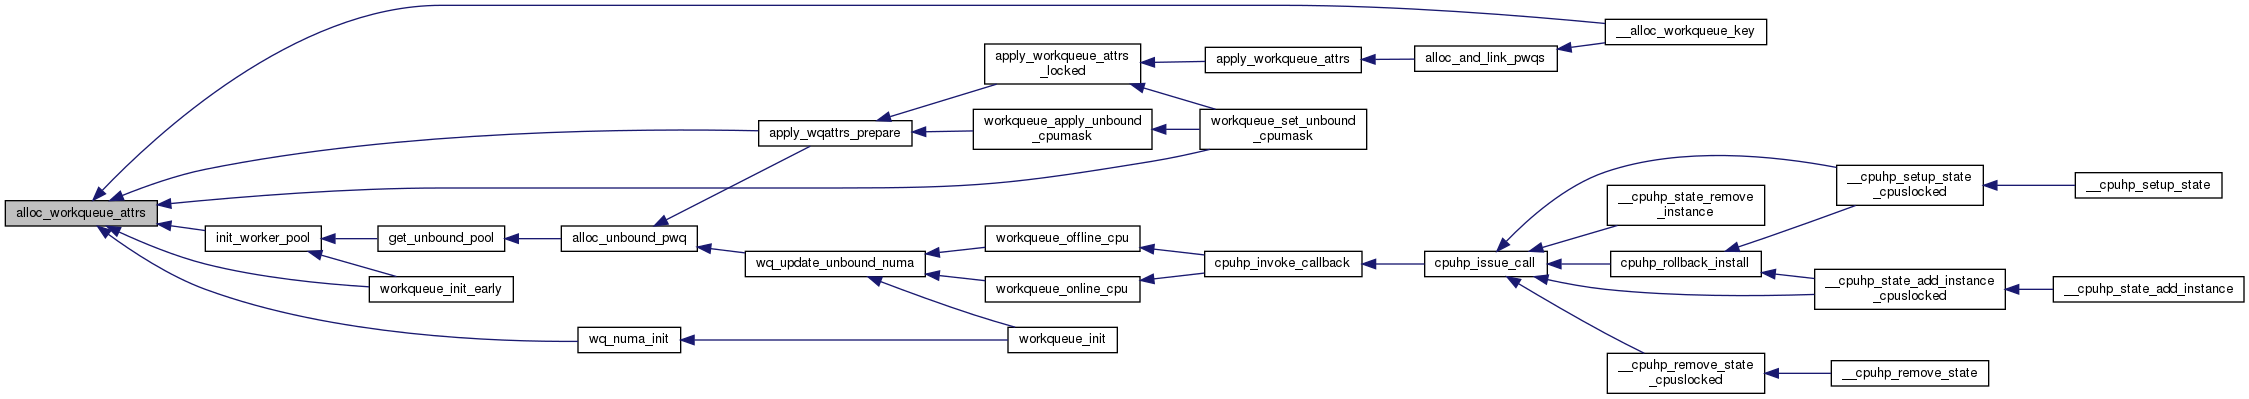 alloc_workqueue_attrs
__alloc_workqueue_key
apply_workqueue_attrs
_locked
apply_workqueue_attrs
alloc_and_link_pwqs
apply_wqattrs_prepare
workqueue_apply_unbound
_cpumask
workqueue_set_unbound
_cpumask
init_worker_pool
get_unbound_pool
alloc_unbound_pwq
workqueue_init_early
wq_update_unbound_numa
workqueue_offline_cpu
workqueue_online_cpu
cpuhp_invoke_callback
wq_numa_init
workqueue_init
cpuhp_issue_call
__cpuhp_setup_state
_cpuslocked
__cpuhp_setup_state
__cpuhp_state_remove
_instance
cpuhp_rollback_install
__cpuhp_state_add_instance
_cpuslocked
__cpuhp_state_add_instance
__cpuhp_remove_state
_cpuslocked
__cpuhp_remove_state